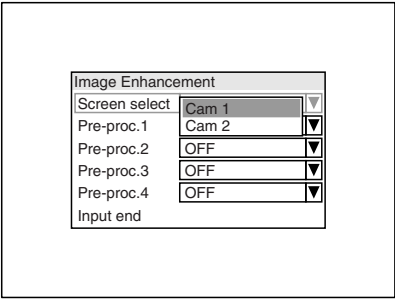 Image Enhancement
Screen select Cam 1
Pre-proc.1 Cam 2
Pre-proc.2 OFF
Pre-proc.3 OFF
Pre-proc.4 OFF
Input end